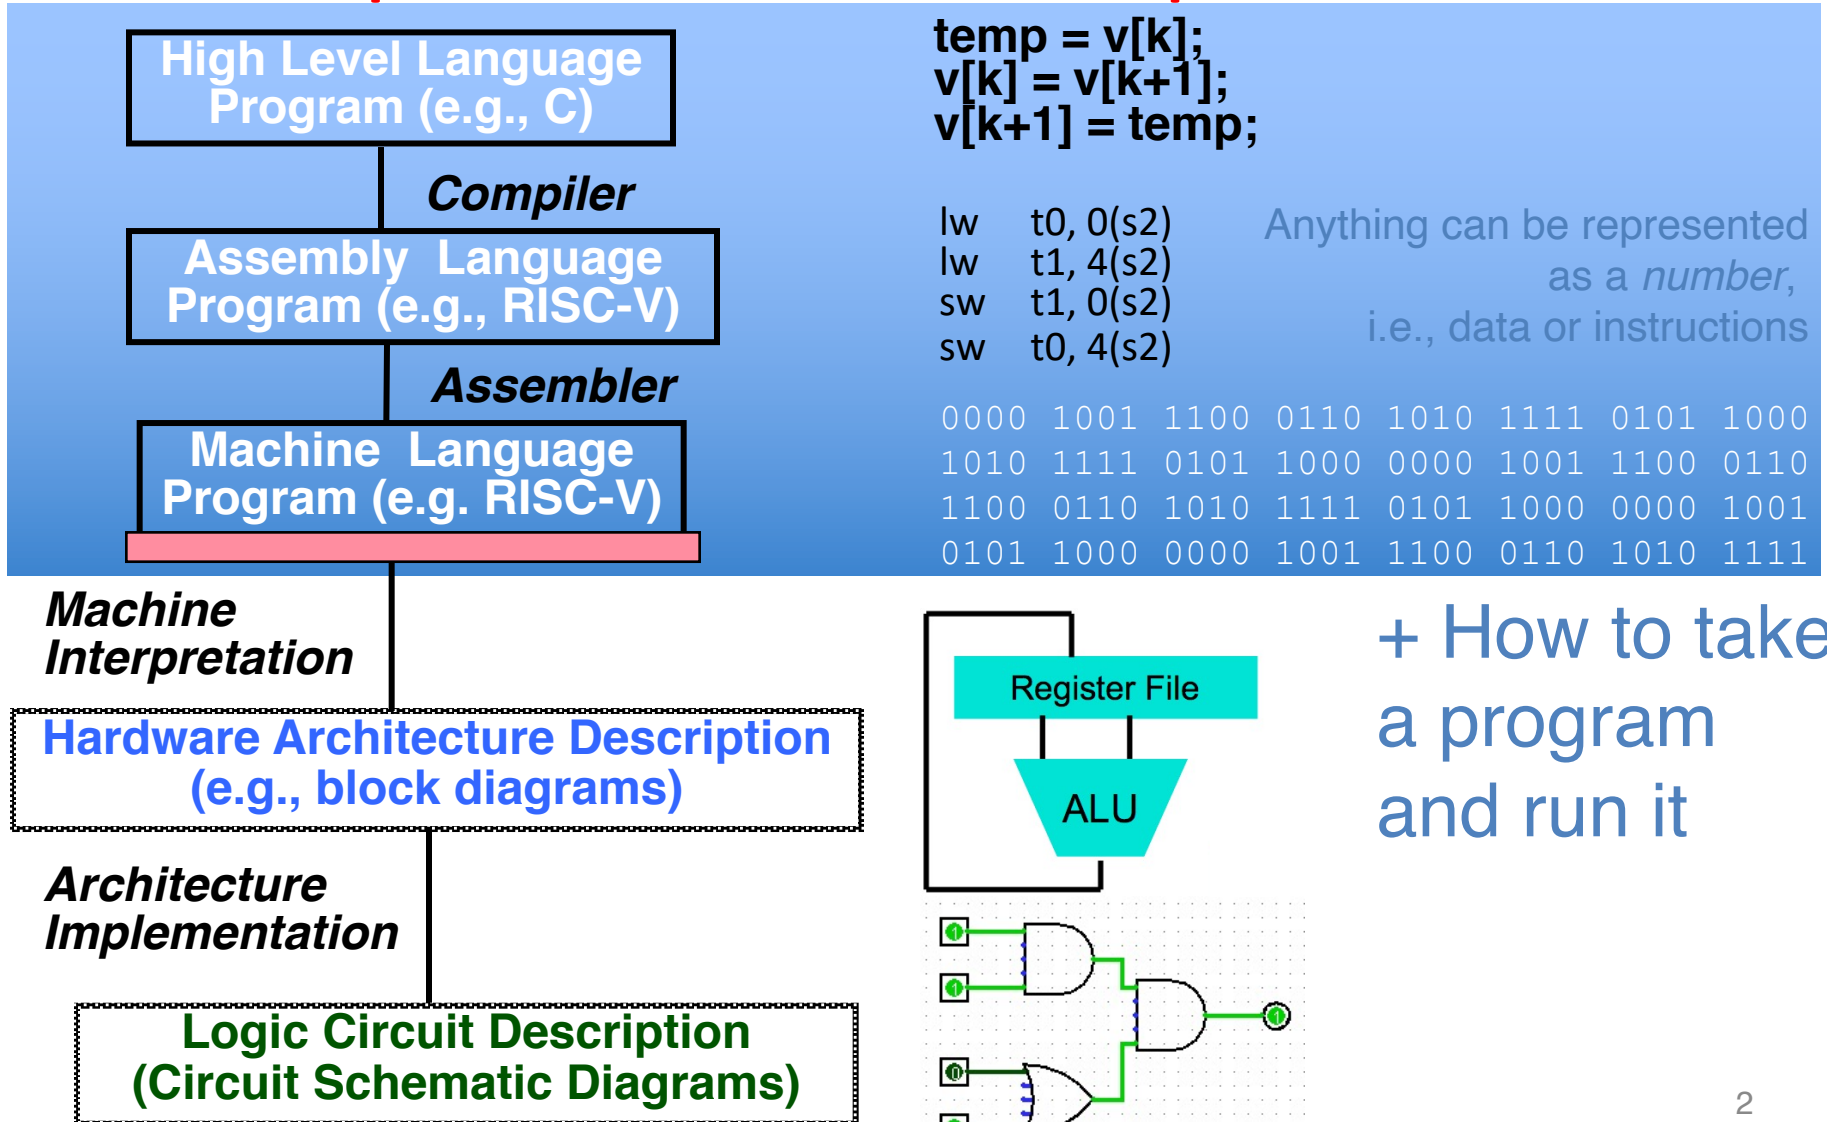 High Level Language
Program (e.g., C)
Compiler
Assembly Language
Program (e.g., RISC-V)
Assembler
Machine Language
Program (e.g. RISC-V)
Machine
Interpretation
Hardware Architecture Description
(e.g., block diagrams)
Architecture
Implementation
Logic Circuit Description
(Circuit Schematic Diagrams)
temp = v[k];
v[k] = v[k+1];
v[k+1] = temp;
lw t0, 0(s2)
lw t1, 4(s2)
sw t1, 0(s2)
sw t0, 4(s2)
Anything can be represented
as a number,
i.e., data or instructions
0000 1001 1100 0110 1010 1111 0101 1000
1010 1111 0101 1000 0000 1001 1100 0110
1100 0110 1010 1111 0101 1000 0000 1001
0101 1000 0000 1001 1100 0110 1010 1111
Register File
ALU
+ How to take
a program
and run it
1
1
1
0
2